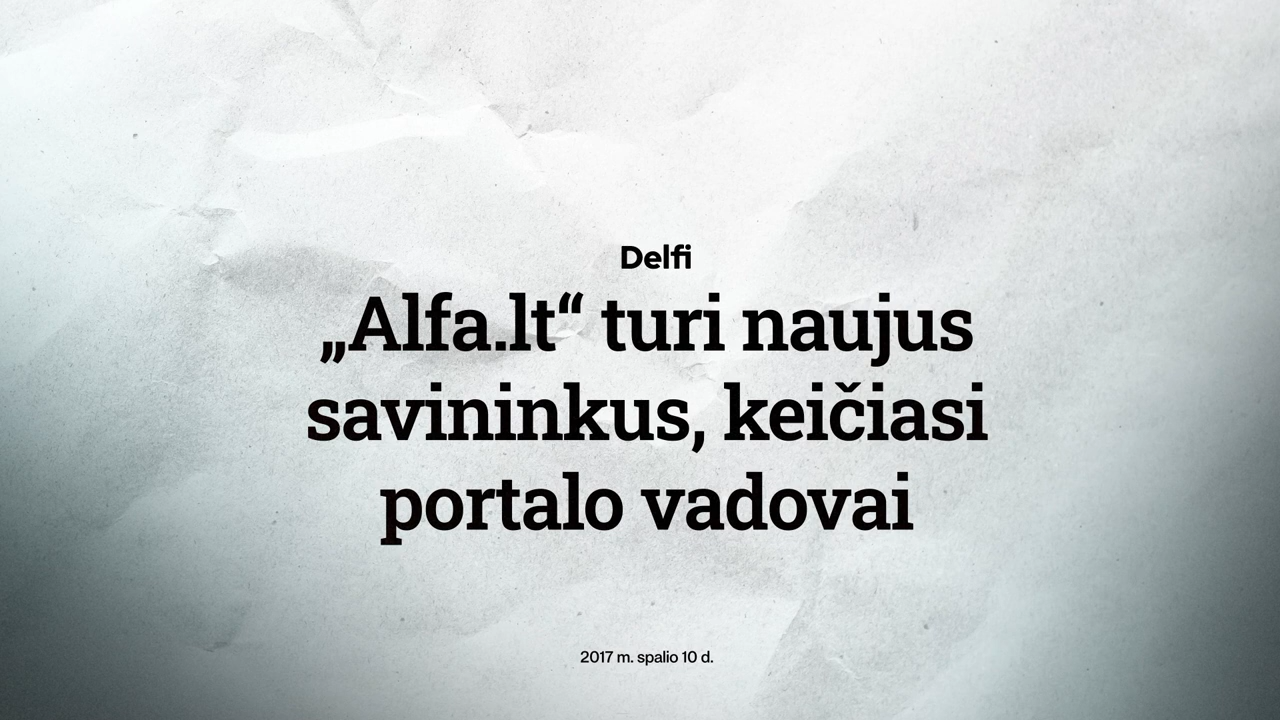 Delfi
„Alfa.lt“ turi naujus
savininkus, keičiasi
portalo vadovai
2017 m. spalio 10 d.